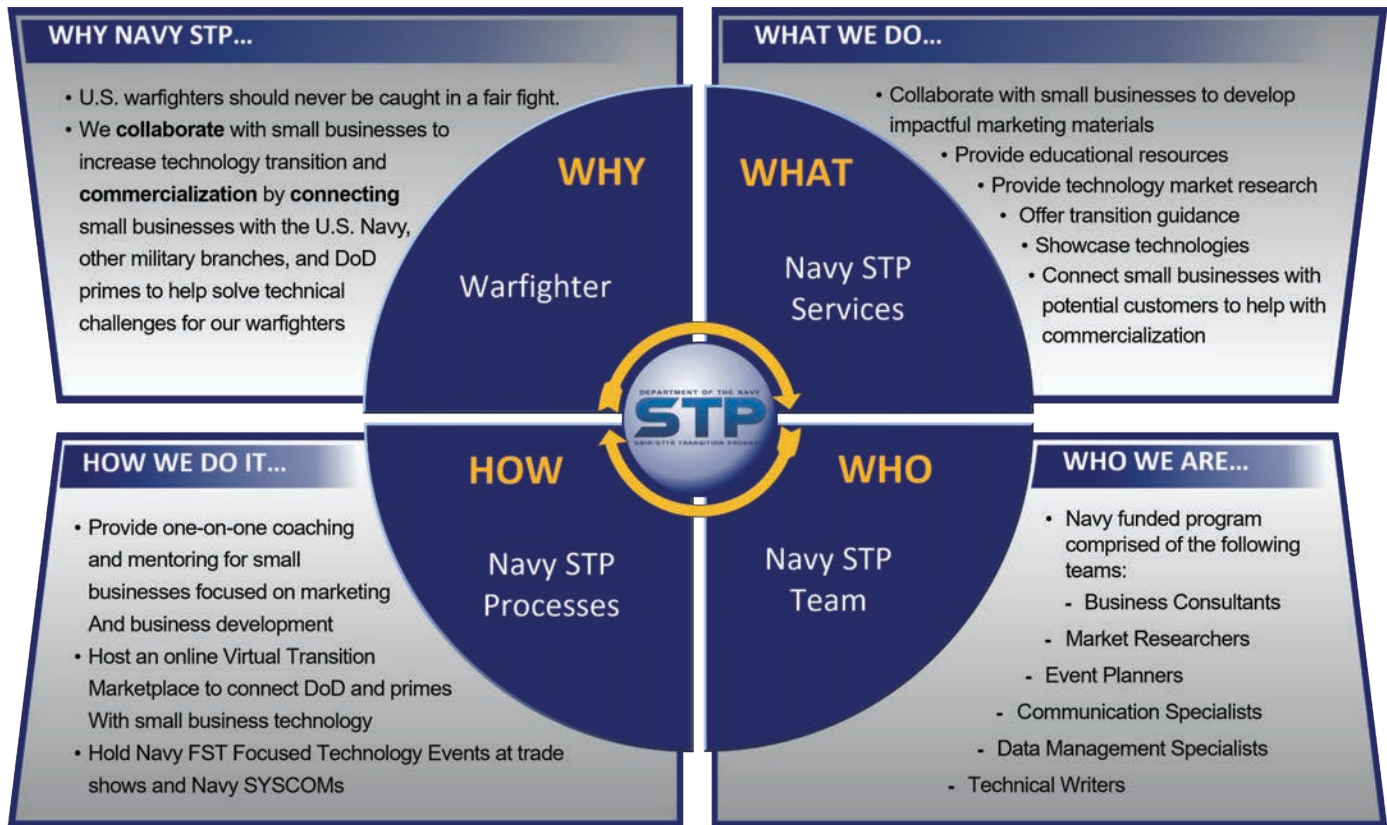 WHY NAVY STP...
• U.S. warfighters should never be caught in a fair fight.
• We collaborate with small businesses to
increase technology transition and
commercialization by connecting
small businesses with the U.S. Navy,
other military branches, and DoD
primes to help solve technical
challenges for our warfighters
WHY
Warfighter
WHAT WE DO...
• Collaborate with small businesses to develop
impactful marketing materials
• Provide educational resources
• Provide technology market research
• Offer transition guidance
• Showcase technologies
• Connect small businesses with
potential customers to help with
commercialization
WHAT
Navy STP
Services
DEPARTMENT OF THE NAVY
STP
SBIR/STTR TRANSITION PROGRAM
HOW WE DO IT...
• Provide one-on-one coaching
and mentoring for small
businesses focused on marketing
And business development
• Host an online Virtual Transition
Marketplace to connect DoD and primes
With small business technology
• Hold Navy FST Focused Technology Events at trade
shows and Navy SYSCOMs
HOW
Navy STP
Processes
WHO
Navy STP
Team
WHO WE ARE...
• Navy funded program
comprised of the following
teams:
- Business Consultants
- Market Researchers
- Event Planners
- Communication Specialists
- Data Management Specialists
- Technical Writers